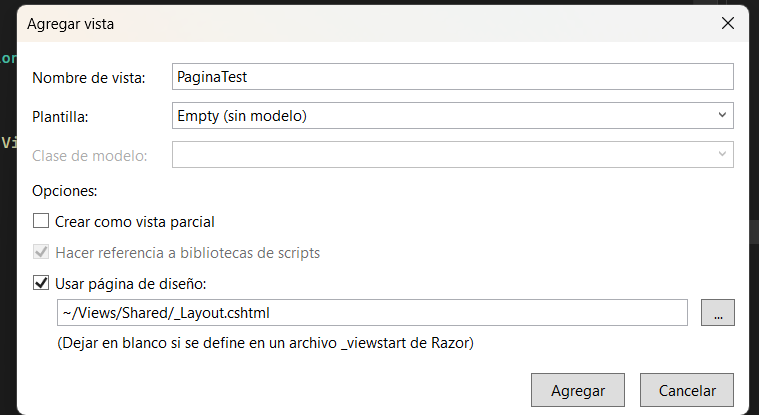 Agregar vista
Nombre de vista: PaginaTest
Plantilla: Empty (sin modelo)
Clase de modelo:
Opciones:
Crear como vista parcial
Hacer referencia a bibliotecas de scripts
Usar página de diseño:
~/Views/Shared/_Layout.cshtml ...
(Dejar en blanco si se define en un archivo _viewstart de Razor)
Agregar Cancelar